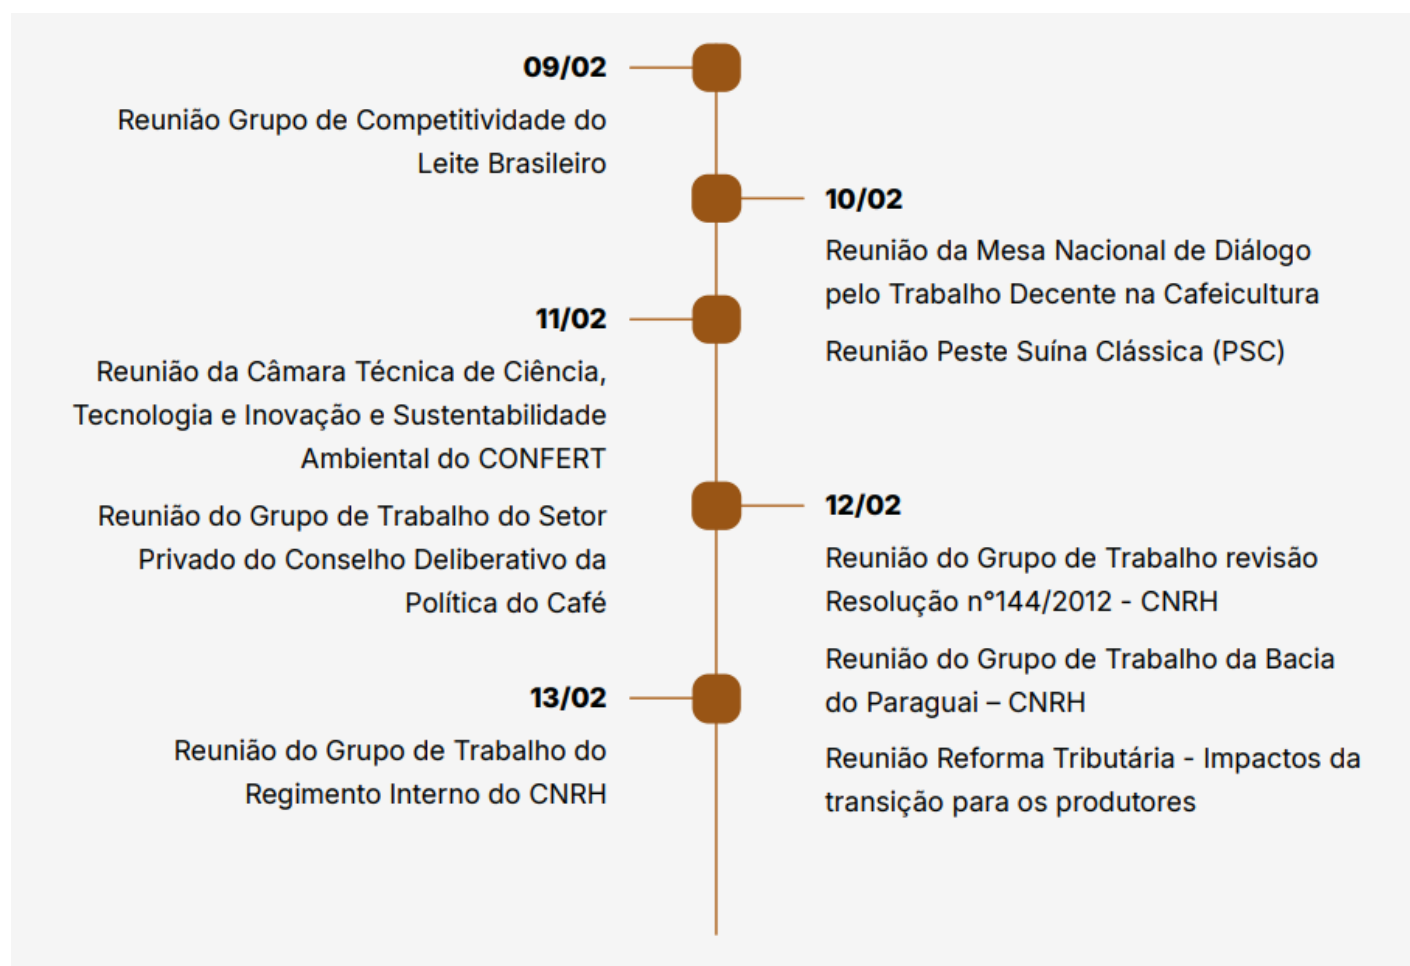 09/02
Reunião Grupo de Competitividade do
Leite Brasileiro
10/02
Reunião da Mesa Nacional de Diálogo
pelo Trabalho Decente na Cafeicultura
Reunião Peste Suína Clássica (PSC)
11/02
Reunião da Câmara Técnica de Ciência,
Tecnologia e Inovação e Sustentabilidade
Ambiental do CONFERT
Reunião do Grupo de Trabalho do Setor
Privado do Conselho Deliberativo da
Política do Café
12/02
Reunião do Grupo de Trabalho revisão
Resolução n°144/2012 - CNRH
Reunião do Grupo de Trabalho da Bacia
do Paraguai – CNRH
Reunião Reforma Tributária - Impactos da
transição para os produtores
13/02
Reunião do Grupo de Trabalho do
Regimento Interno do CNRH